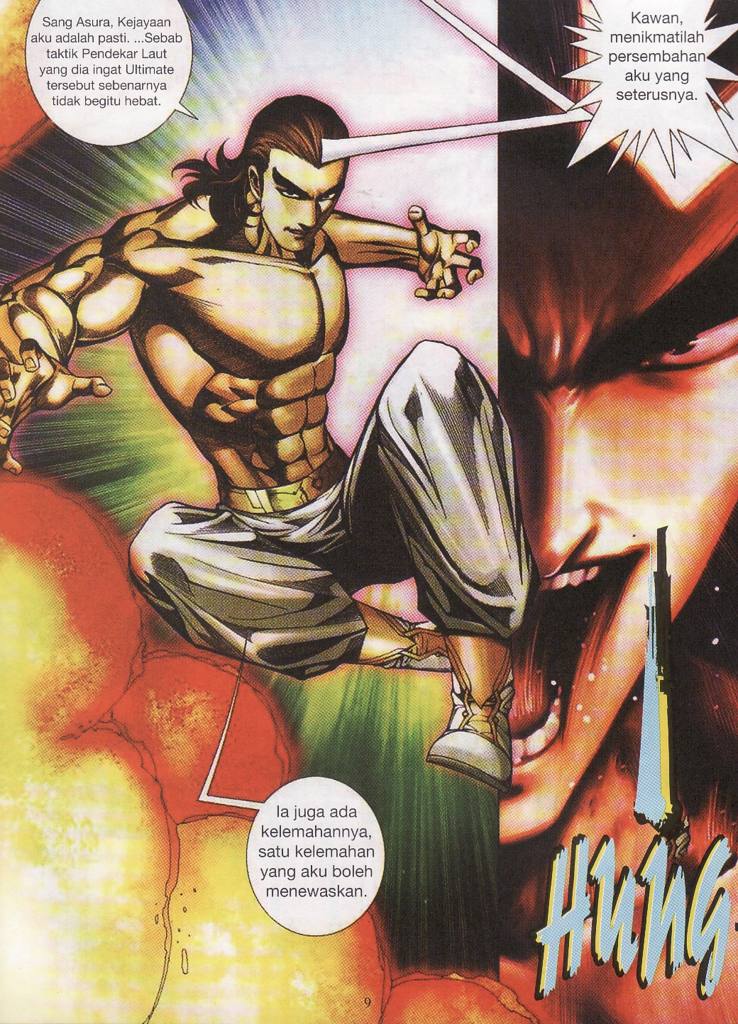 Sang Asura, Kejayaan
aku adalah pasti. ...Sebab
taktik Pendekar Laut
yang dia ingat Ultimate
tersebut sebenarnya
tidak begitu hebat.
Kawan,
menikmatilah
persembahan
aku yang
seterusnya.
Ia juga ada
kelemahannya,
satu kelemahan
yang aku boleh
menewaskan.
HUNG
9